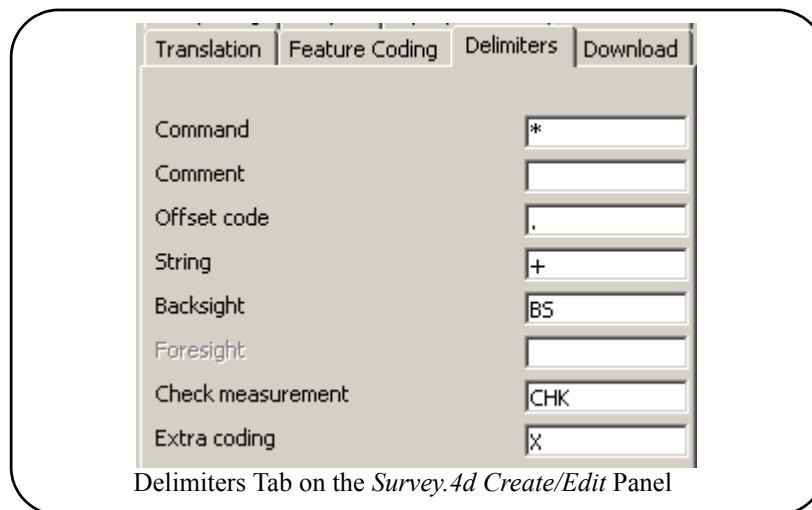 Translation Feature Coding Delimiters Download
Command *
Comment
Offset code .
String +
Backsight BS
Foresight
Check measurement CHK
Extra coding X
Delimiters Tab on the Survey.4d Create/Edit Panel